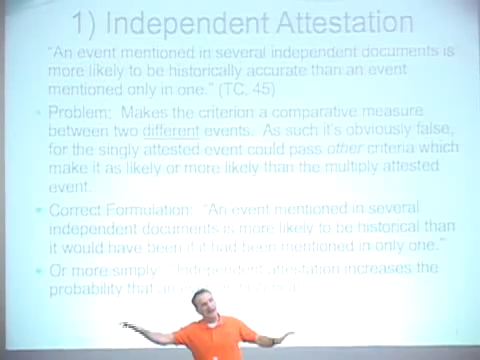 1) Independent Attestation
"An event mentioned in several independent documents is
more likely to be historically accurate than an event
mentioned only in one." (TC, 45)
• Problem: Makes the criterion a comparative measure
between two different events. As such it's obviously false,
for the singly attested event could pass other criteria which
make it as likely or more likely than the multiply attested
event.
• Correct Formulation: "An event mentioned in several
independent documents is more likely to be historical than
it would have been if it had been mentioned in only one."
• Or more simply Independent attestation increases the
probability that an